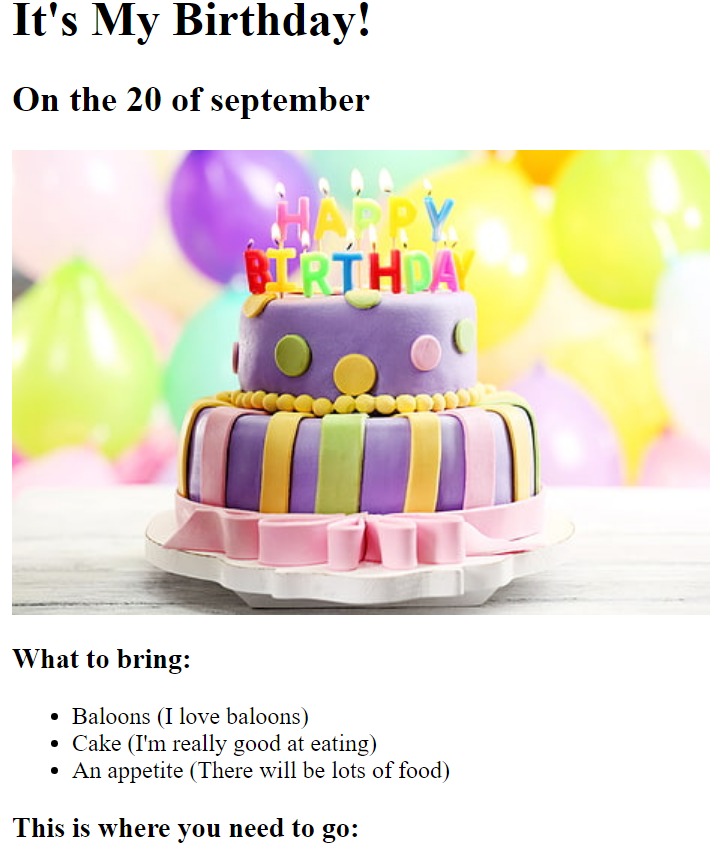 It's My Birthday!
On the 20 of september
HAPPY
BIRTHDAY
What to bring:
Baloons (I love baloons)
Cake (I'm really good at eating)
An appetite (There will be lots of food)
This is where you need to go: